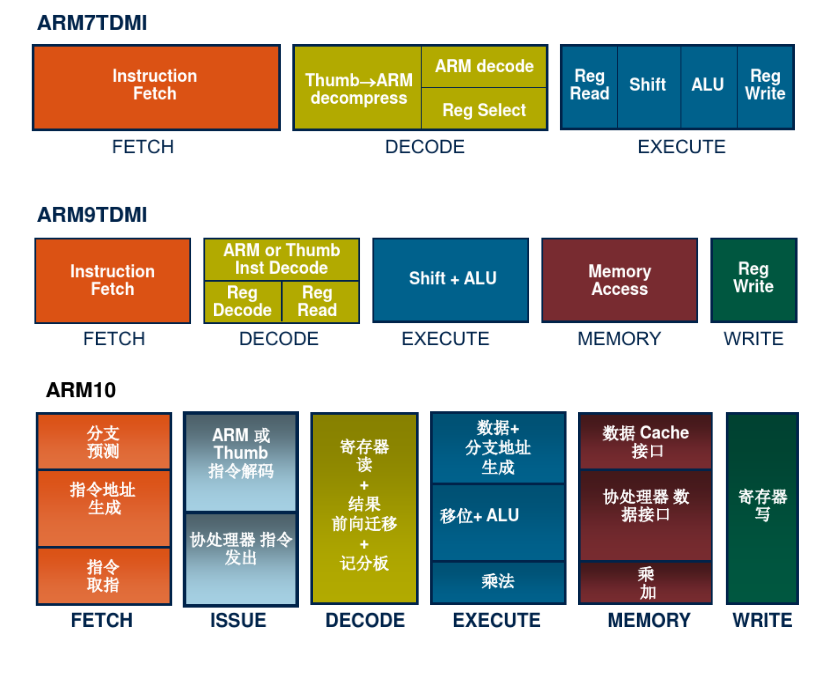 ARM7TDMI
Instruction
Fetch
Thumb→ARM
decompress
ARM decode
Reg Select
Reg
Read
Shift
ALU
Reg
Write
FETCH
DECODE
EXECUTE
ARM9TDMI
Instruction
Fetch
ARM or Thumb
Inst Decode
Reg
Decode
Reg
Read
Shift + ALU
Memory
Access
Reg
Write
FETCH
DECODE
EXECUTE
MEMORY
WRITE
ARM10
分支
预测
指令地址
生成
指令
取指
ARM 或
Thumb
指令解码
协处理器 指令
发出
寄存器
读
+
结果
前向迁移
+
记分板
数据+
分支地址
生成
移位+ ALU
乘法
数据 Cache
接口
协处理器 数
据接口
乘
加
寄存器
写
FETCH
ISSUE
DECODE
EXECUTE
MEMORY
WRITE